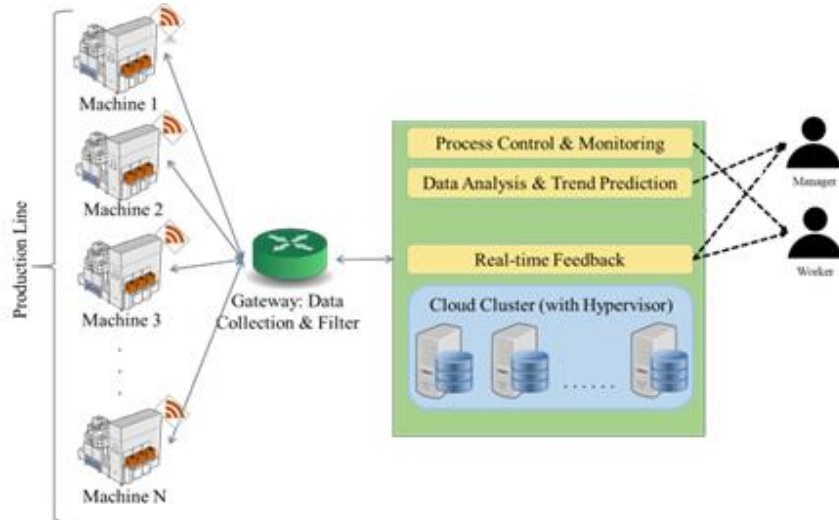 Production Line
Machine 1
Machine 2
Machine 3
Machine N
Gateway: Data
Collection & Filter
Process Control & Monitoring
Data Analysis & Trend Prediction
Real-time Feedback
Cloud Cluster (with Hypervisor)
Manager
Worker